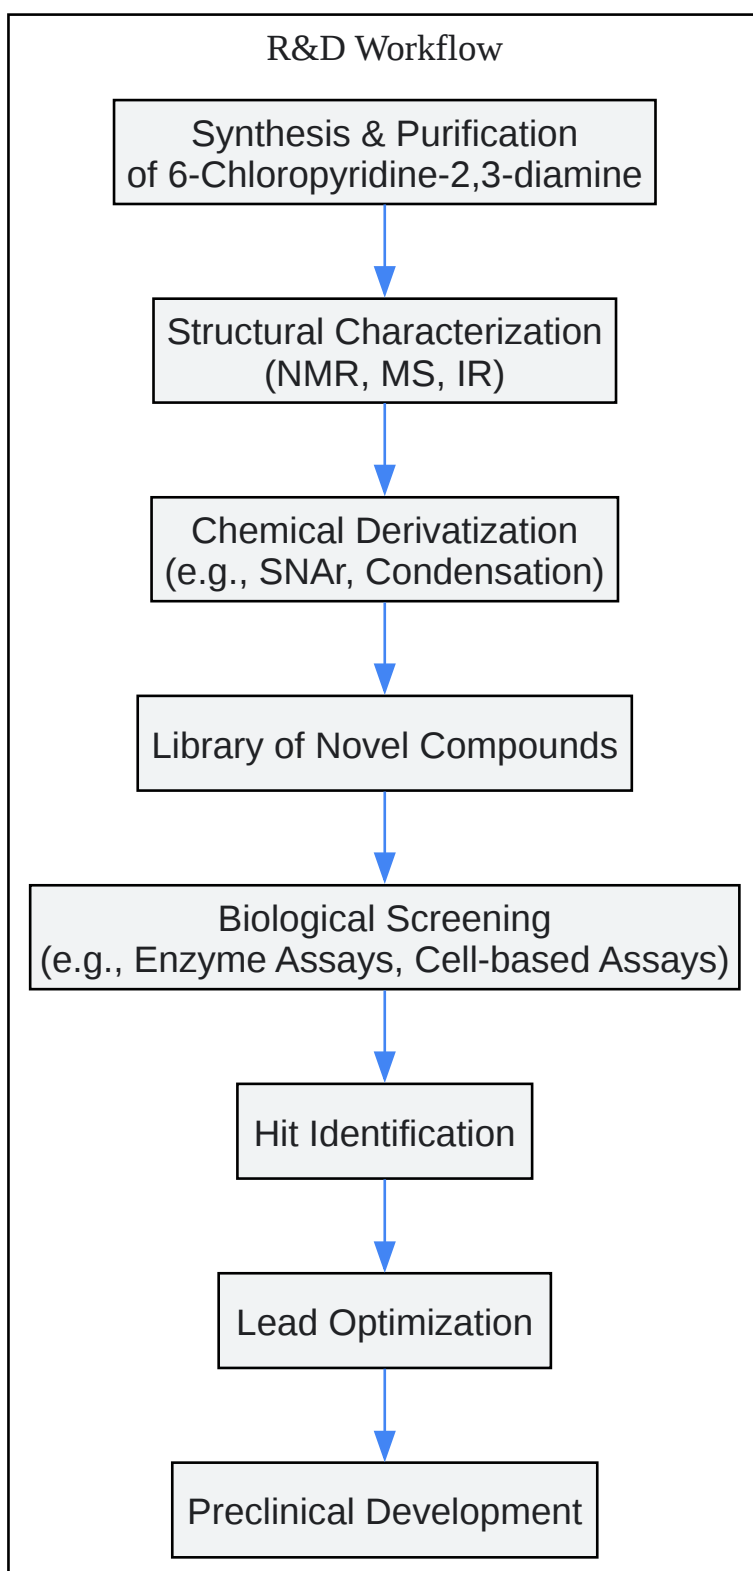 R&D Workflow
Synthesis & Purification
of 6-Chloropyridine-2,3-diamine
Structural Characterization
(NMR, MS, IR)
Chemical Derivatization
(e.g., SNAr, Condensation)
Library of Novel Compounds
Biological Screening
(e.g., Enzyme Assays, Cell-based Assays)
Hit Identification
Lead Optimization
Preclinical Development